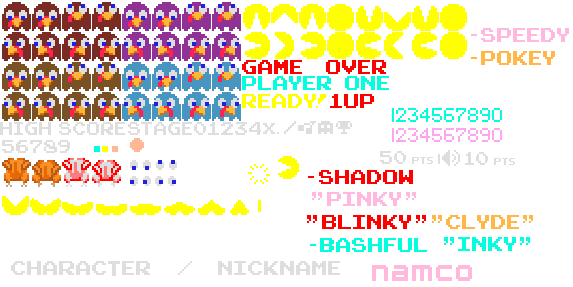 -SPEEDY
-POKEY
GAME OVER
PLAYER ONE
READY!
1UP
1234567890
HIGH SCORESTAGE01234X./
1234567890
56789
50 PTS
10 PTS
-SHADOW
"PINKY"
"BLINKY" "CLYDE"
-BASHFUL "INKY"
CHARACTER / NICKNAME
namco